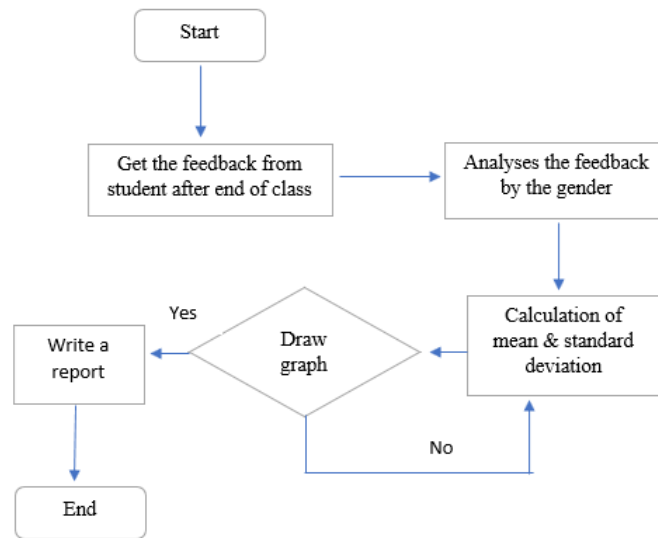 Start
Get the feedback from
student after end of class
Analyses the feedback
by the gender
Calculation of
mean & standard
deviation
Draw
graph
Yes
No
Write a
report
End